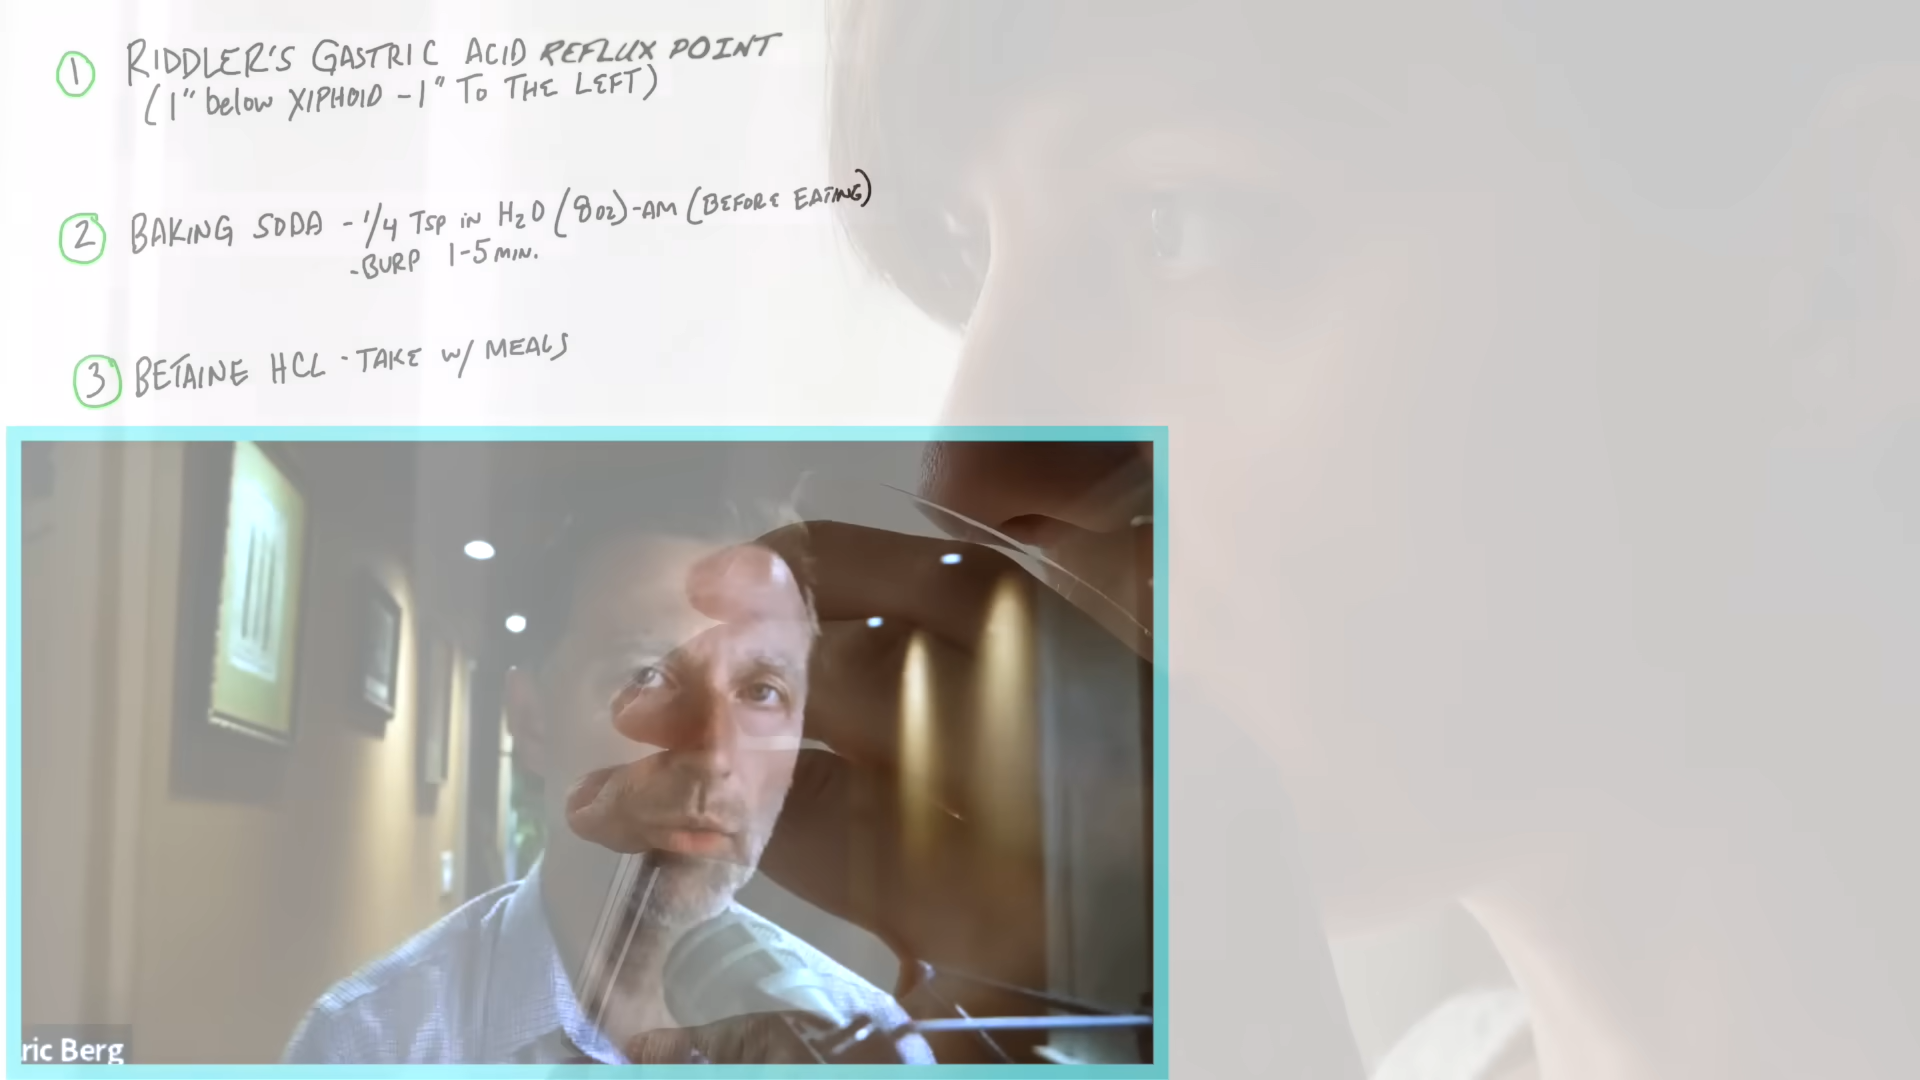 1 RIDDLER'S GASTRIC ACID REFLUX POINT
(1" below XIPHOID - 1" TO THE LEFT)
2 BAKING SODA - 1/4 TSP IN H2O (8oz) - AM (BEFORE EATING)
- BURP 1-5 MIN.
3 BETAINE HCL - TAKE W/ MEALS
ric Berg